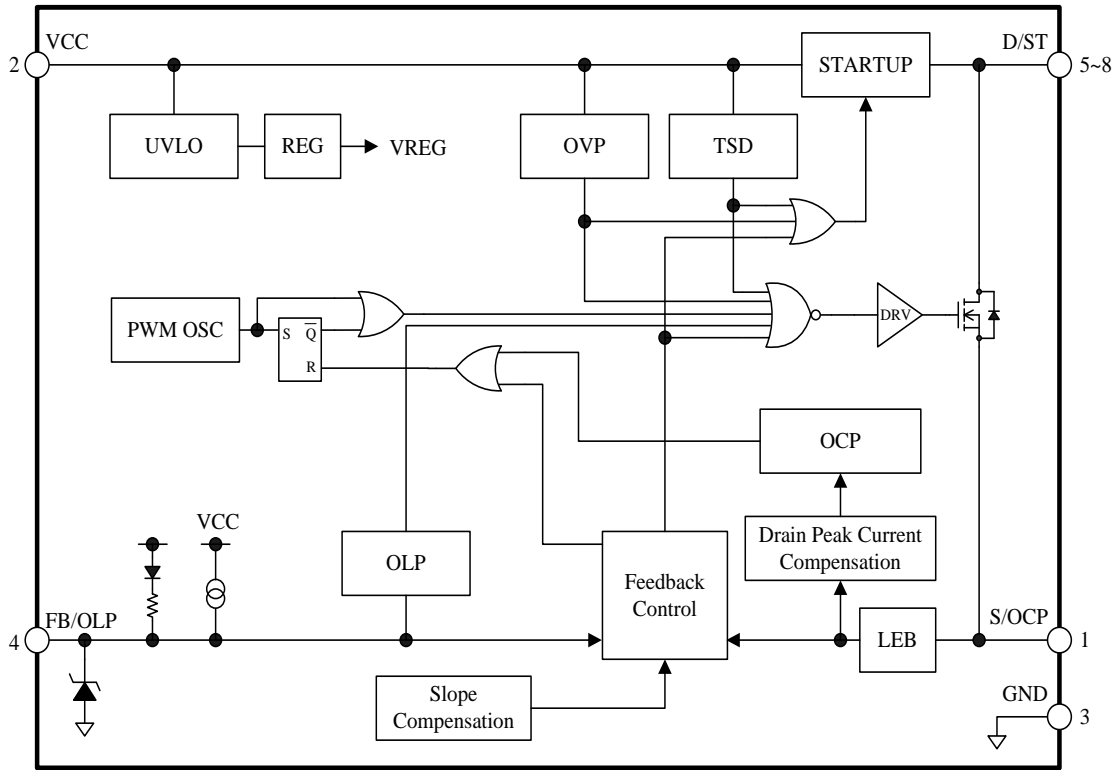 VCC
D/ST
2
5~8
STARTUP
UVLO
REG
VREG
OVP
TSD
PWM OSC
S
Q̅
R
DRV
OCP
VCC
OLP
Feedback
Control
Drain Peak Current
Compensation
FB/OLP
4
LEB
S/OCP
1
Slope
Compensation
GND
3